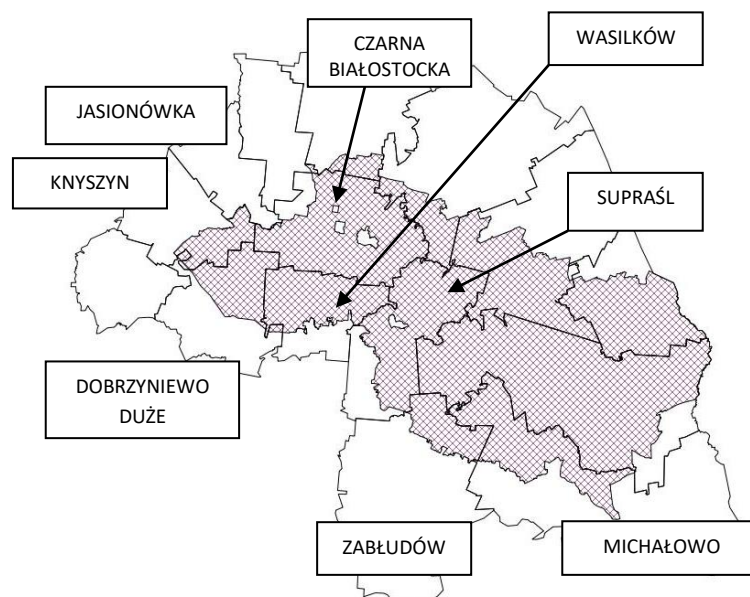 CZARNA
BIAŁOSTOCKA
WASILKÓW
JASIONÓWKA
KNYSZYN
SUPRAŚL
DOBRZYNIEWO
DUŻE
ZABŁUDÓW
MICHAŁOWO